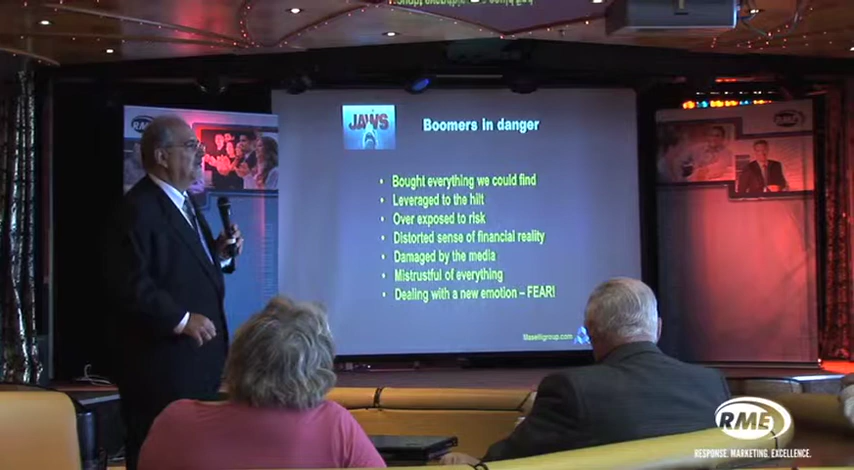 RME
JAWS
Boomers in danger
• Bought everything we could find
• Leveraged to the hilt
• Over exposed to risk
• Distorted sense of financial reality
• Damaged by the media
• Mistrustful of everything
• Dealing with a new emotion – FEAR!
RME
RME
RESPONSE. MARKETING. EXCELLENCE.